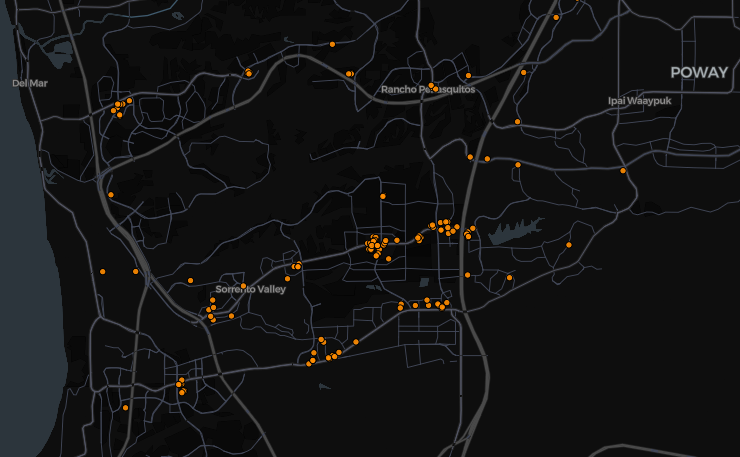 POWAY
Del Mar
Rancho Peñasquitos
Ipai Waaypuk
Sorrento Valley